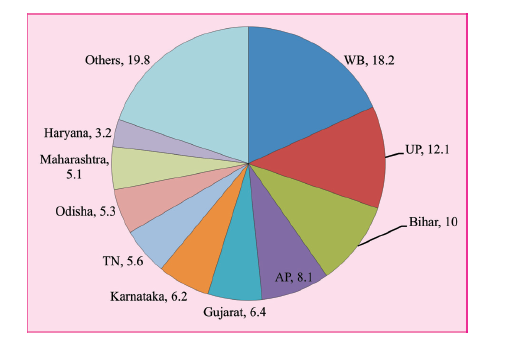 WB, 18.2
UP, 12.1
Bihar, 10
AP, 8.1
Gujarat, 6.4
Karnataka, 6.2
TN, 5.6
Odisha, 5.3
Maharashtra,
5.1
Haryana, 3.2
Others, 19.8